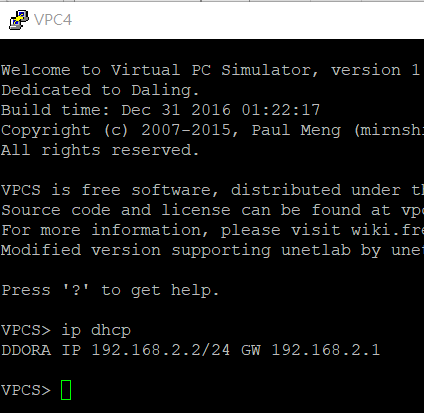 VPC4
Welcome to Virtual PC Simulator, version 1
Dedicated to Daling.
Build time: Dec 31 2016 01:22:17
Copyright (c) 2007-2015, Paul Meng (mirnshi
All rights reserved.
VPCS is free software, distributed under th
Source code and license can be found at vpc
For more information, please visit wiki.fre
Modified version supporting unetlab by unet
Press '?' to get help.
VPCS> ip dhcp
DDORA IP 192.168.2.2/24 GW 192.168.2.1
VPCS>